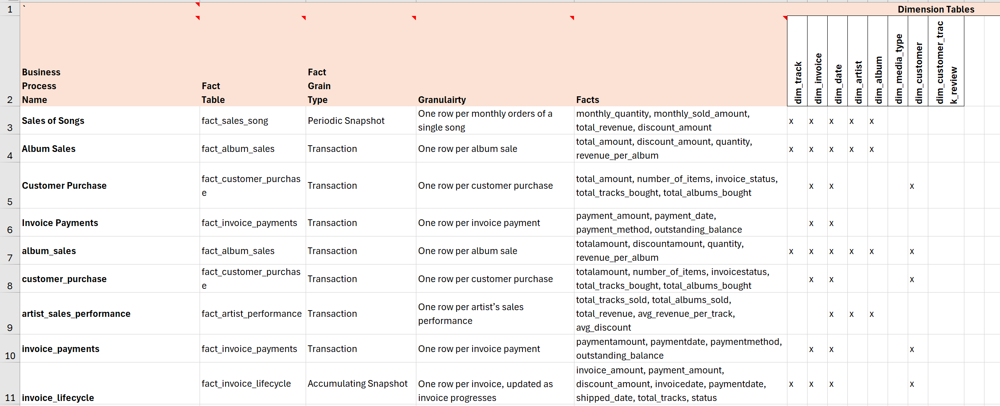 1
`
Dimension Tables
2
Business
Process
Name
Fact
Table
Fact
Grain
Type
Granulairty
Facts
dim_track
dim_invoice
dim_date
dim_artist
dim_album
dim_media_type
dim_customer
dim_customer_trac
k_review
3
Sales of Songs
fact_sales_song
Periodic Snapshot
One row per monthly orders of a
single song
monthly_quantity, monthly_sold_amount,
total_revenue, discount_amount
x x x x x
4
Album Sales
fact_album_sales
Transaction
One row per album sale
total_amount, discount_amount, quantity,
revenue_per_album
x x x x x
5
Customer Purchase
fact_customer_purchas
e
Transaction
One row per customer purchase
total_amount, number_of_items, invoice_status,
total_tracks_bought, total_albums_bought
x x x
6
Invoice Payments
fact_invoice_payments
Transaction
One row per invoice payment
payment_amount, payment_date,
payment_method, outstanding_balance
x x
7
album_sales
fact_album_sales
Transaction
One row per album sale
totalamount, discountamount, quantity,
revenue_per_album
x x x x x x
8
customer_purchase
fact_customer_purchas
e
Transaction
One row per customer purchase
totalamount, number_of_items, invoicestatus,
total_tracks_bought, total_albums_bought
x x x
9
artist_sales_performance
fact_artist_performance
Transaction
One row per artist’s sales
performance
total_tracks_sold, total_albums_sold,
total_revenue, avg_revenue_per_track,
avg_discount
x x x
10
invoice_payments
fact_invoice_payments
Transaction
One row per invoice payment
paymentamount, paymentdate, paymentmethod,
outstanding_balance
x x x
11
invoice_lifecycle
fact_invoice_lifecycle
Accumulating Snapshot
One row per invoice, updated as
invoice progresses
invoice_amount, payment_amount,
discount_amount, invoicedate, paymentdate,
shipped_date, total_tracks, status
x x x x